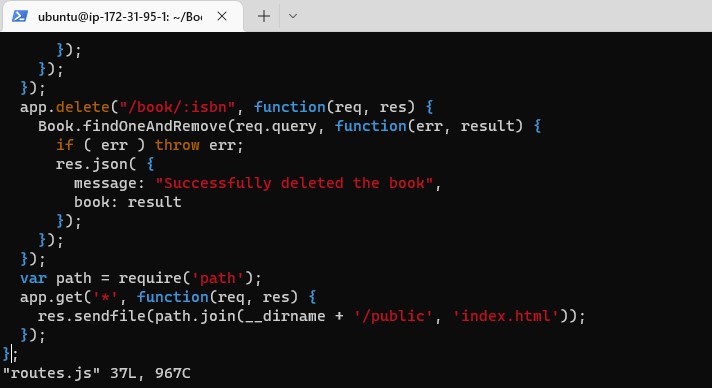 ubuntu@ip-172-31-95-1: ~/Boo
      });
    });
  });
  app.delete("/book/:isbn", function(req, res) {
    Book.findOneAndRemove(req.query, function(err, result) {
      if ( err ) throw err;
      res.json( {
        message: "Successfully deleted the book",
        book: result
      });
    });
  });
  var path = require('path');
  app.get('*', function(req, res) {
    res.sendfile(path.join(__dirname + '/public', 'index.html'));
  });
};
"routes.js" 37L, 967C